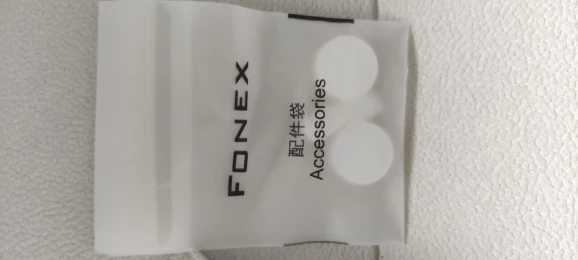 FONEX
配件袋
Accessories